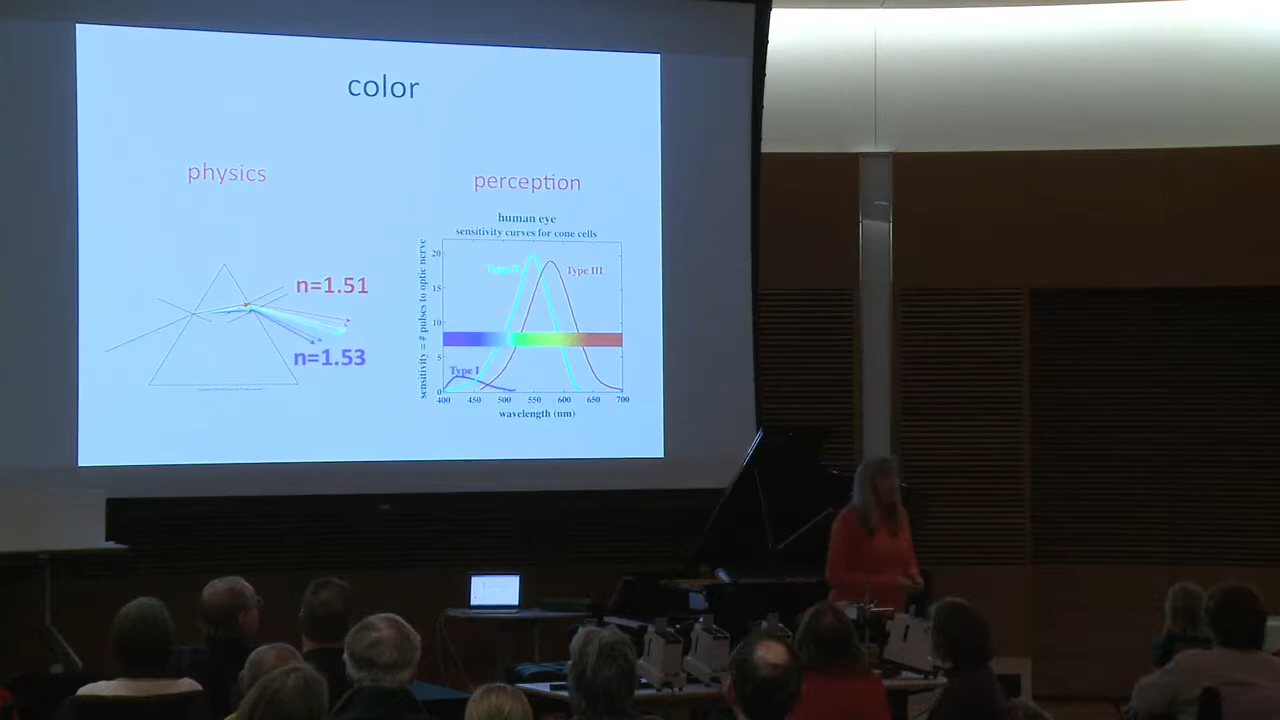 color
physics
perception
human eye
sensitivity curves for cone cells
n=1.51
n=1.53
sensitivity = # pulses to optic nerve
20
15
10
5
0
Type II
Type III
Type I
400
450
500
550
600
650
700
wavelength (nm)